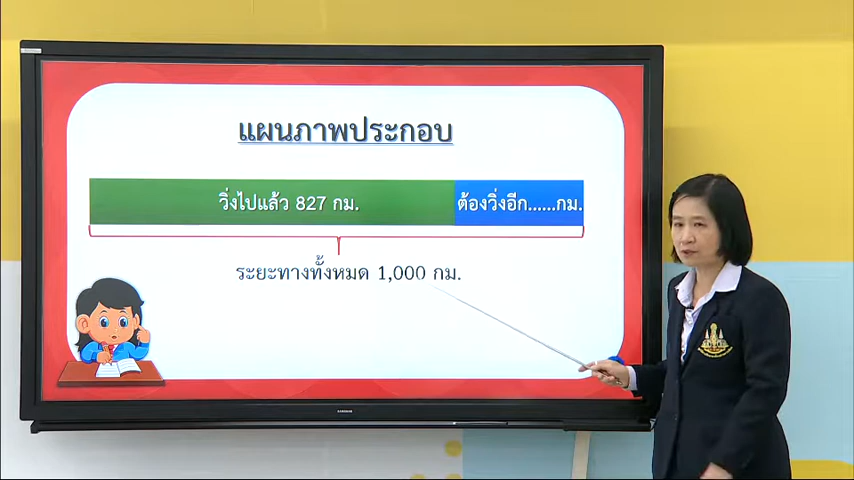 แผนภาพประกอบ
วิ่งไปแล้ว 827 กม.
ต้องวิ่งอีก......กม.
ระยะทางทั้งหมด 1,000 กม.
SAMSUNG